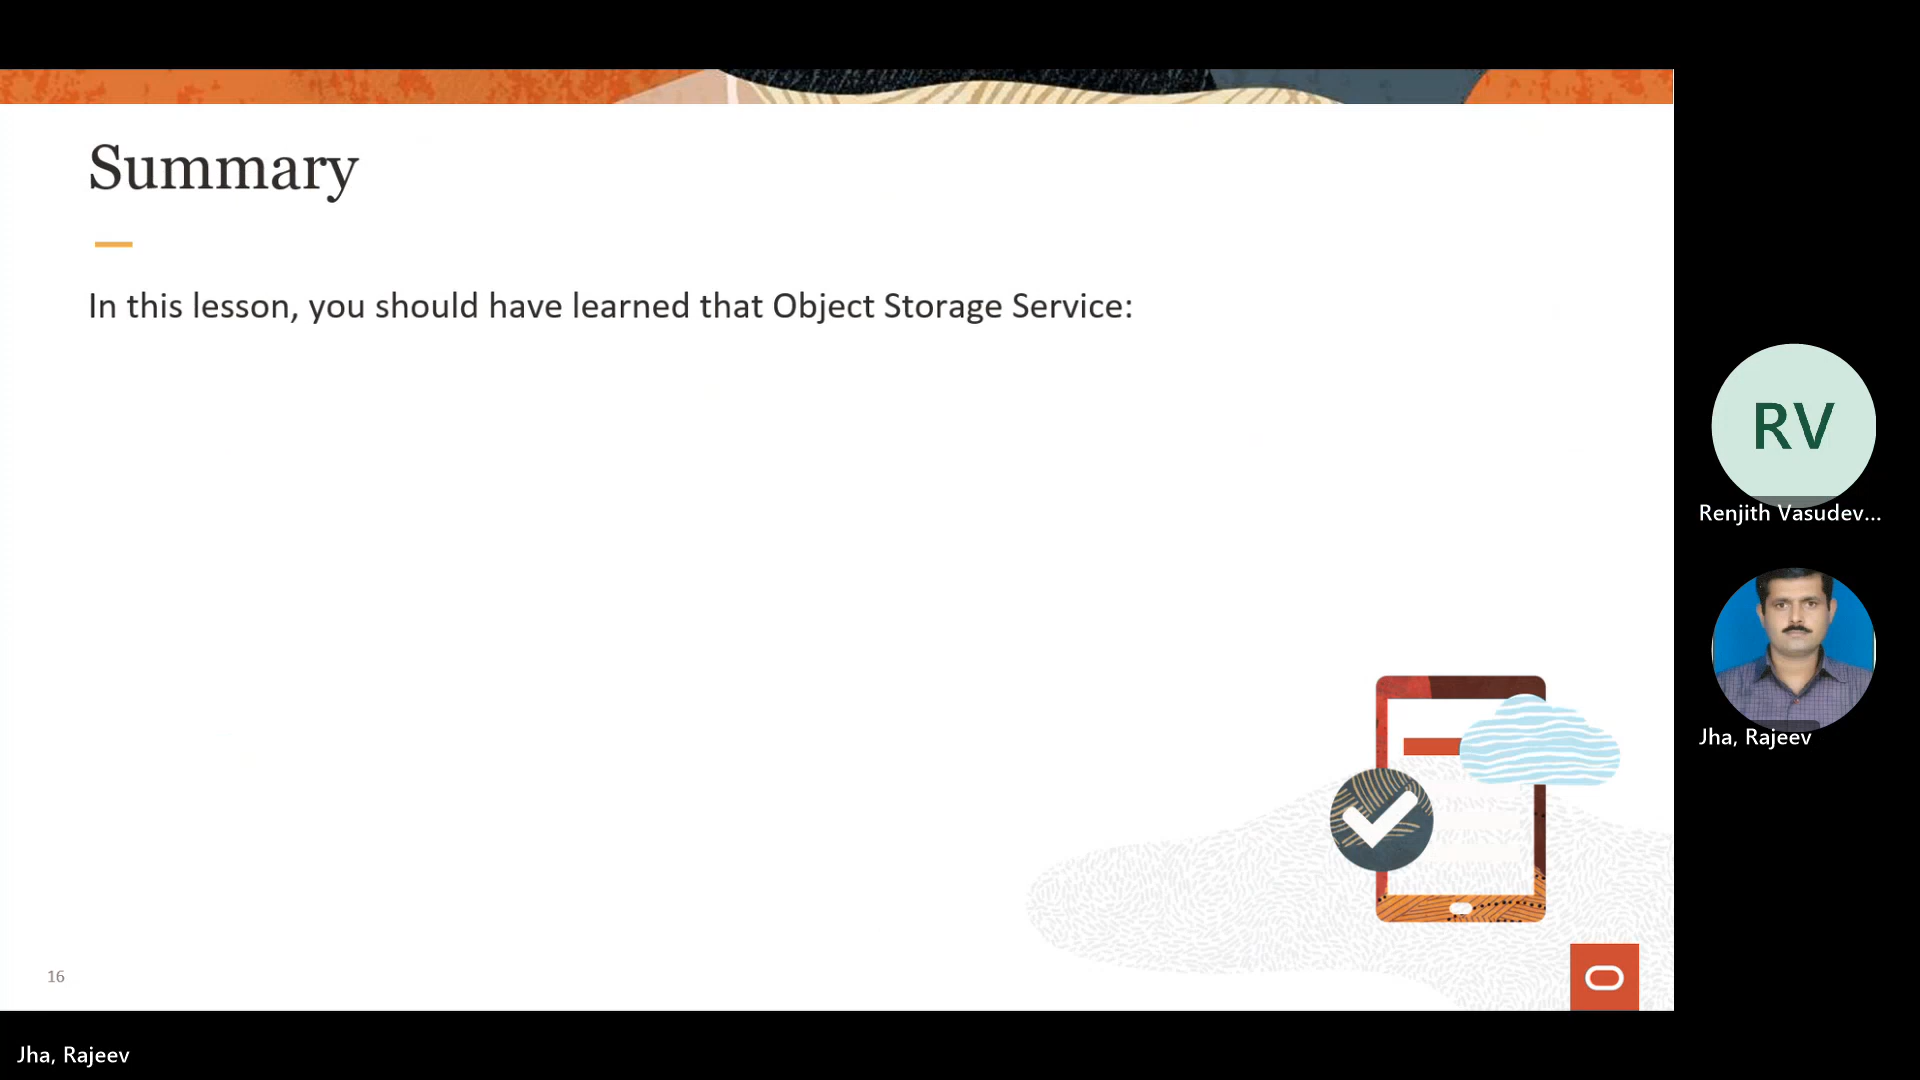 Summary
In this lesson, you should have learned that Object Storage Service:
RV
Renjith Vasudev...
Jha, Rajeev
16
Jha, Rajeev